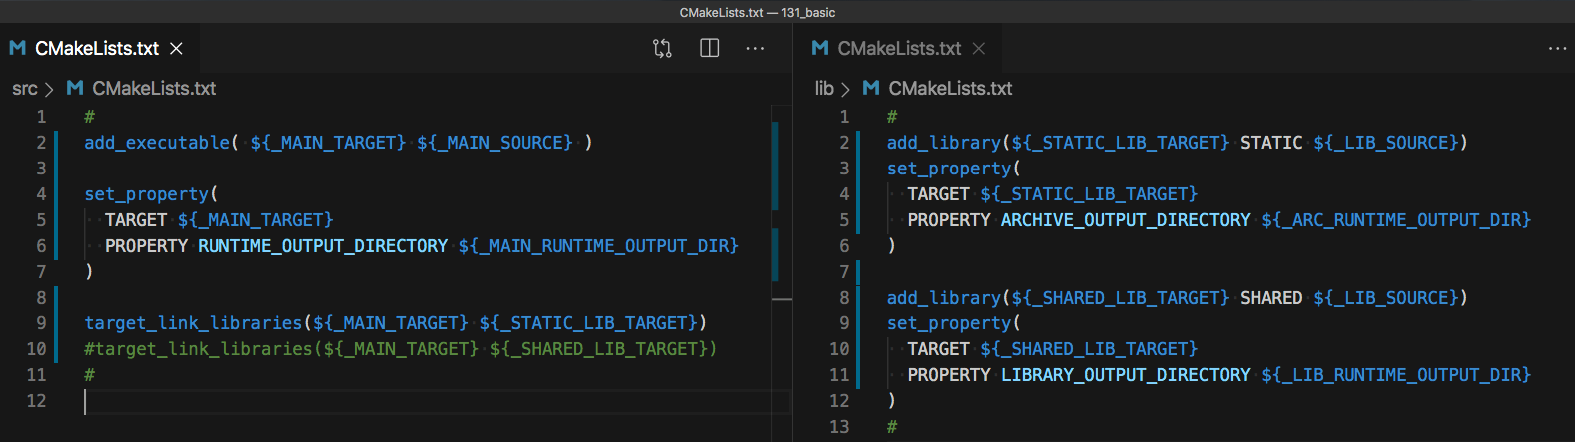 CMakeLists.txt — 131_basic
M CMakeLists.txt ×
src > M CMakeLists.txt
1 #
2 add_executable( ${_MAIN_TARGET} ${_MAIN_SOURCE} )
3
4 set_property(
5   TARGET ${_MAIN_TARGET}
6   PROPERTY RUNTIME_OUTPUT_DIRECTORY ${_MAIN_RUNTIME_OUTPUT_DIR}
7 )
8
9 target_link_libraries(${_MAIN_TARGET} ${_STATIC_LIB_TARGET})
10 #target_link_libraries(${_MAIN_TARGET} ${_SHARED_LIB_TARGET})
11 #
12
M CMakeLists.txt ×
lib > M CMakeLists.txt
1 #
2 add_library(${_STATIC_LIB_TARGET} STATIC ${_LIB_SOURCE})
3 set_property(
4   TARGET ${_STATIC_LIB_TARGET}
5   PROPERTY ARCHIVE_OUTPUT_DIRECTORY ${_ARC_RUNTIME_OUTPUT_DIR}
6 )
7
8 add_library(${_SHARED_LIB_TARGET} SHARED ${_LIB_SOURCE})
9 set_property(
10   TARGET ${_SHARED_LIB_TARGET}
11   PROPERTY LIBRARY_OUTPUT_DIRECTORY ${_LIB_RUNTIME_OUTPUT_DIR}
12 )
13 #